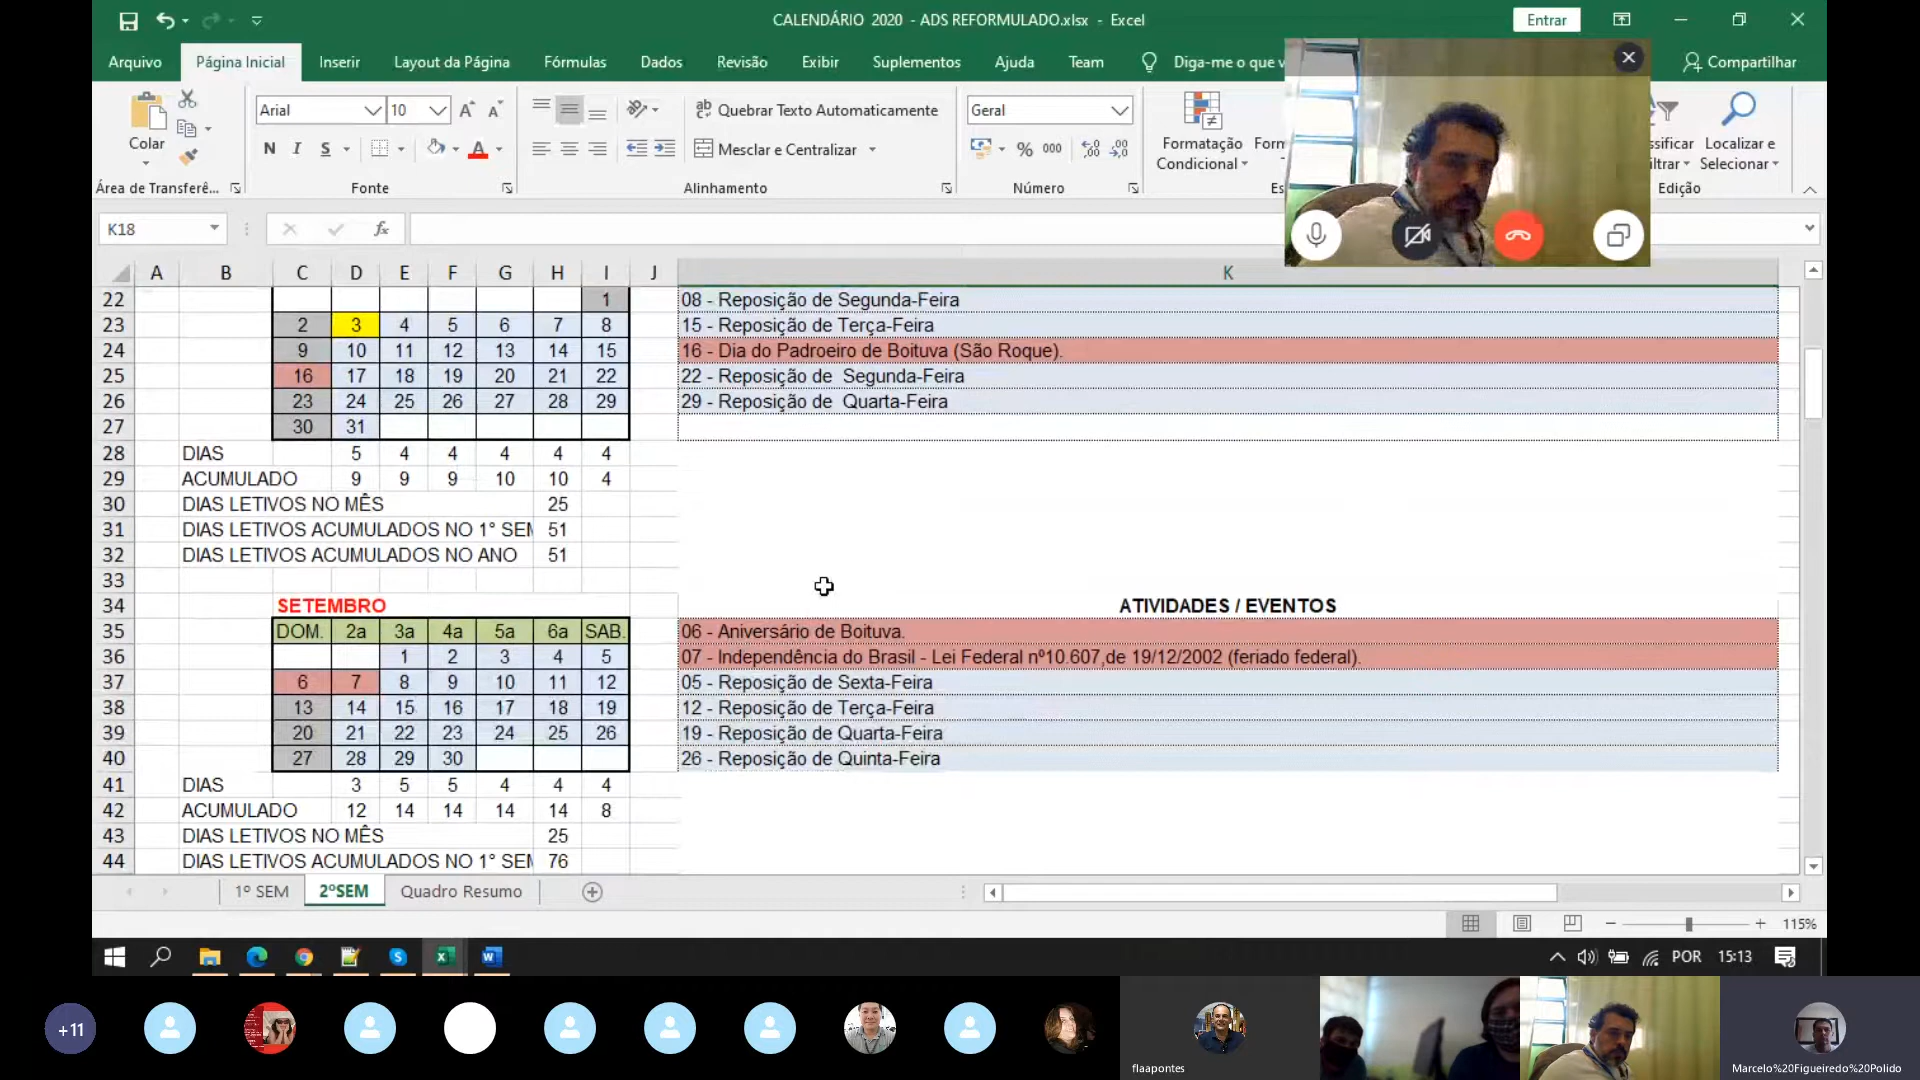 CALENDÁRIO 2020 - ADS REFORMULADO.xlsx - Excel
Entrar
Arquivo Página Inicial Inserir Layout da Página Fórmulas Dados Revisão Exibir Suplementos Ajuda Team Diga-me o que v Compartilhar
Colar
Arial 10
N I S
Quebrar Texto Automaticamente
Mesclar e Centralizar
Geral
% 000
Formatação Condicional
Form
ssificar
iltrar
Localizar e Selecionar
Área de Transferê... Fonte Alinhamento Número Es Edição
K18 fx
A B C D E F G H I J K
22 1 08 - Reposição de Segunda-Feira
23 2 3 4 5 6 7 8 15 - Reposição de Terça-Feira
24 9 10 11 12 13 14 15 16 - Dia do Padroeiro de Boituva (São Roque).
25 16 17 18 19 20 21 22 22 - Reposição de Segunda-Feira
26 23 24 25 26 27 28 29 29 - Reposição de Quarta-Feira
27 30 31
28 DIAS 5 4 4 4 4 4
29 ACUMULADO 9 9 9 10 10 4
30 DIAS LETIVOS NO MÊS 25
31 DIAS LETIVOS ACUMULADOS NO 1° SEM 51
32 DIAS LETIVOS ACUMULADOS NO ANO 51
33
34 SETEMBRO ATIVIDADES / EVENTOS
35 DOM. 2a 3a 4a 5a 6a SAB. 06 - Aniversário de Boituva.
36 1 2 3 4 5 07 - Independência do Brasil - Lei Federal nº10.607,de 19/12/2002 (feriado federal).
37 6 7 8 9 10 11 12 05 - Reposição de Sexta-Feira
38 13 14 15 16 17 18 19 12 - Reposição de Terça-Feira
39 20 21 22 23 24 25 26 19 - Reposição de Quarta-Feira
40 27 28 29 30 26 - Reposição de Quinta-Feira
41 DIAS 3 5 5 4 4 4
42 ACUMULADO 12 14 14 14 14 8
43 DIAS LETIVOS NO MÊS 25
44 DIAS LETIVOS ACUMULADOS NO 1° SEM 76
1º SEM 2ºSEM Quadro Resumo
115%
POR 15:13
+11
flaapontes
Marcelo%20Figueiredo%20Polido